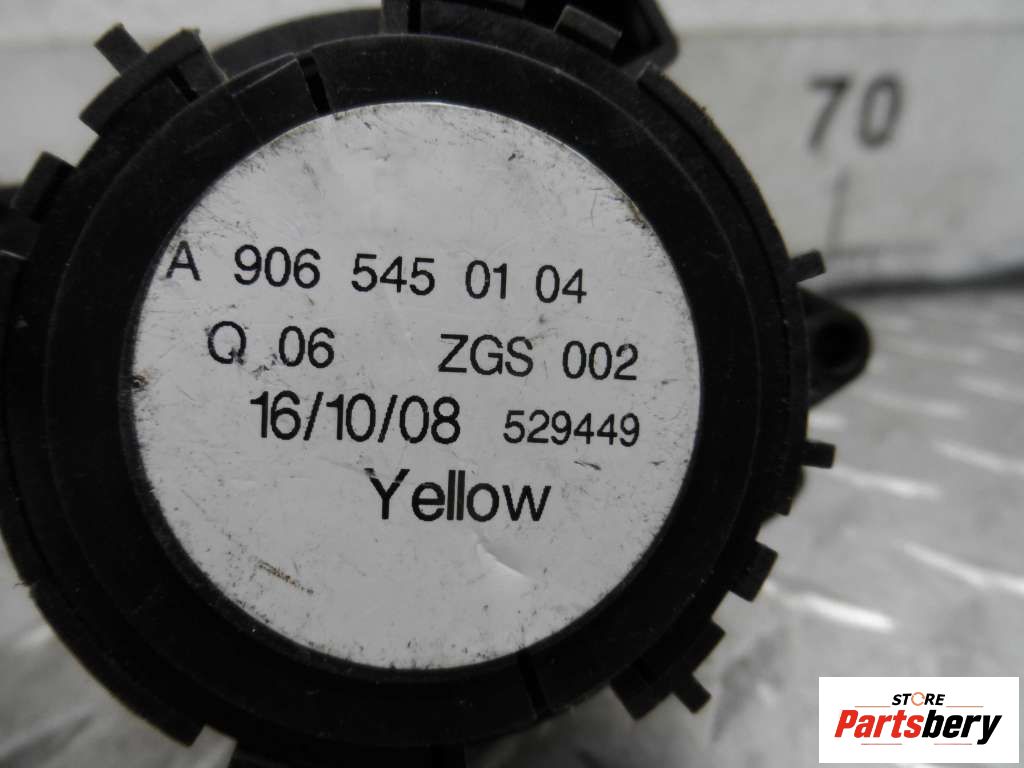 70
A 906 545 01 04
Q 06 ZGS 002
16/10/08 529449
Yellow
STORE
Partsbery